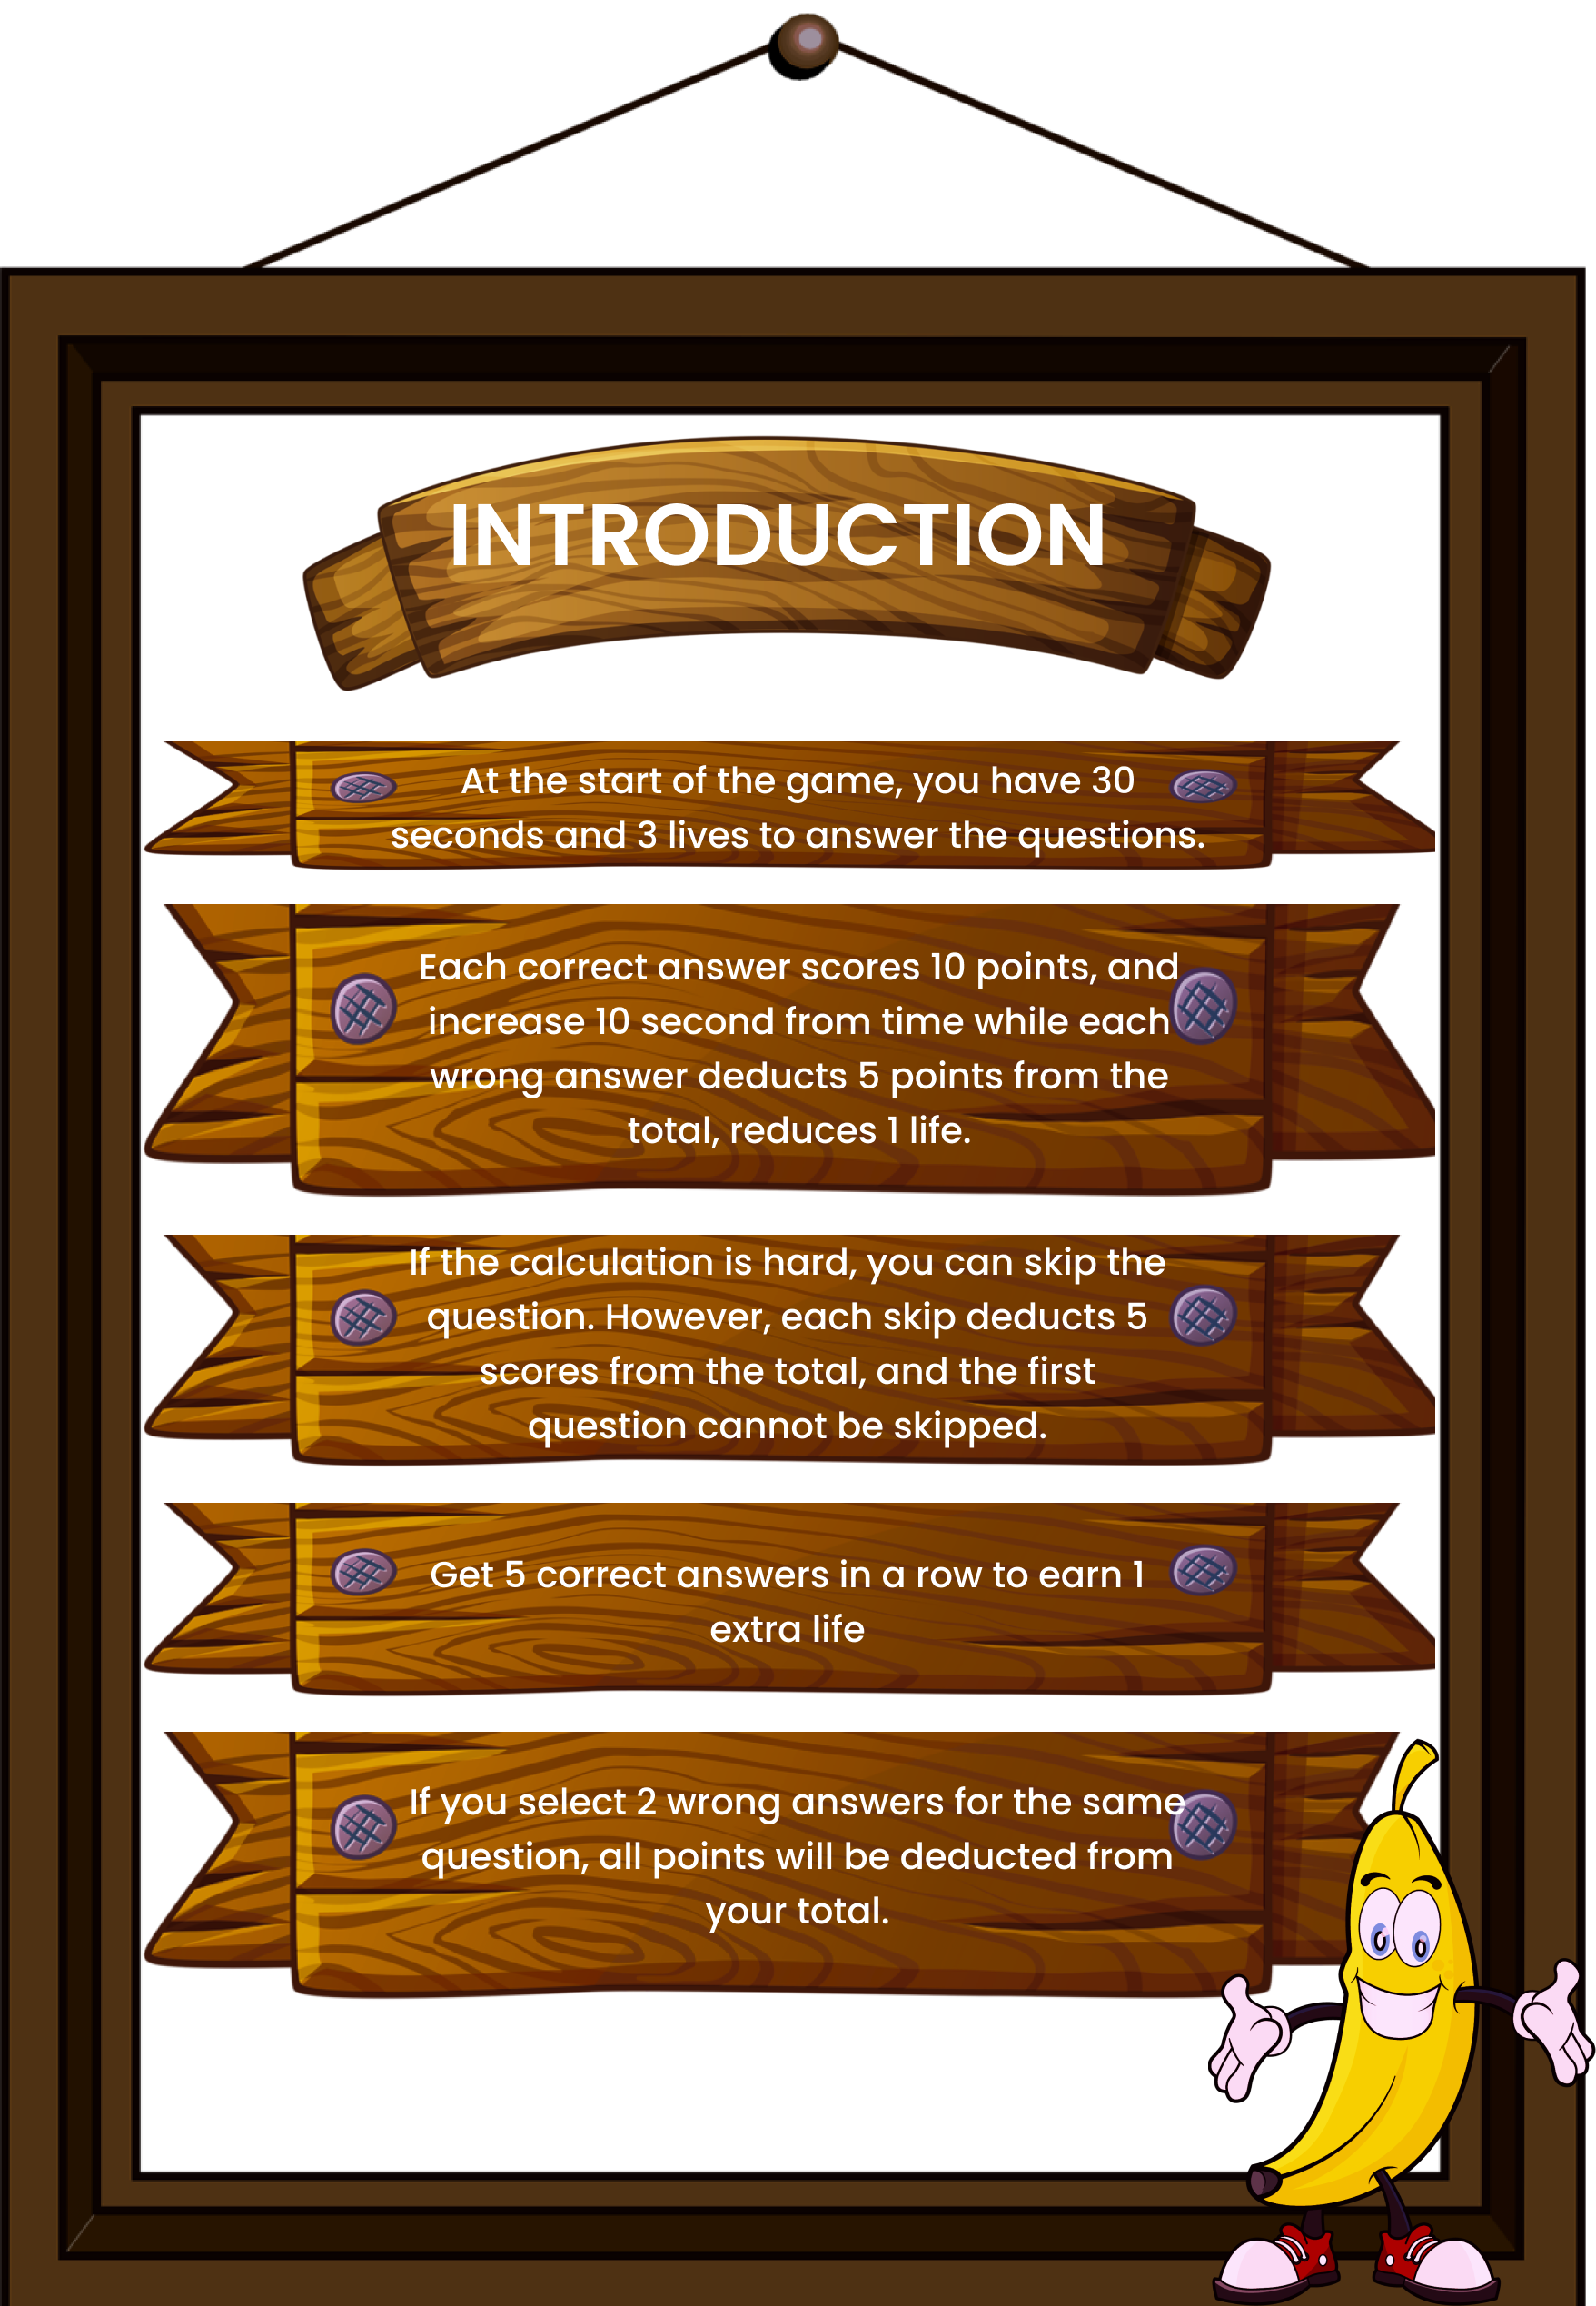 INTRODUCTION
At the start of the game, you have 30
seconds and 3 lives to answer the questions.
Each correct answer scores 10 points, and
increase 10 second from time while each
wrong answer deducts 5 points from the
total, reduces 1 life.
If the calculation is hard, you can skip the
question. However, each skip deducts 5
scores from the total, and the first
question cannot be skipped.
Get 5 correct answers in a row to earn 1
extra life
If you select 2 wrong answers for the same
question, all points will be deducted from
your total.